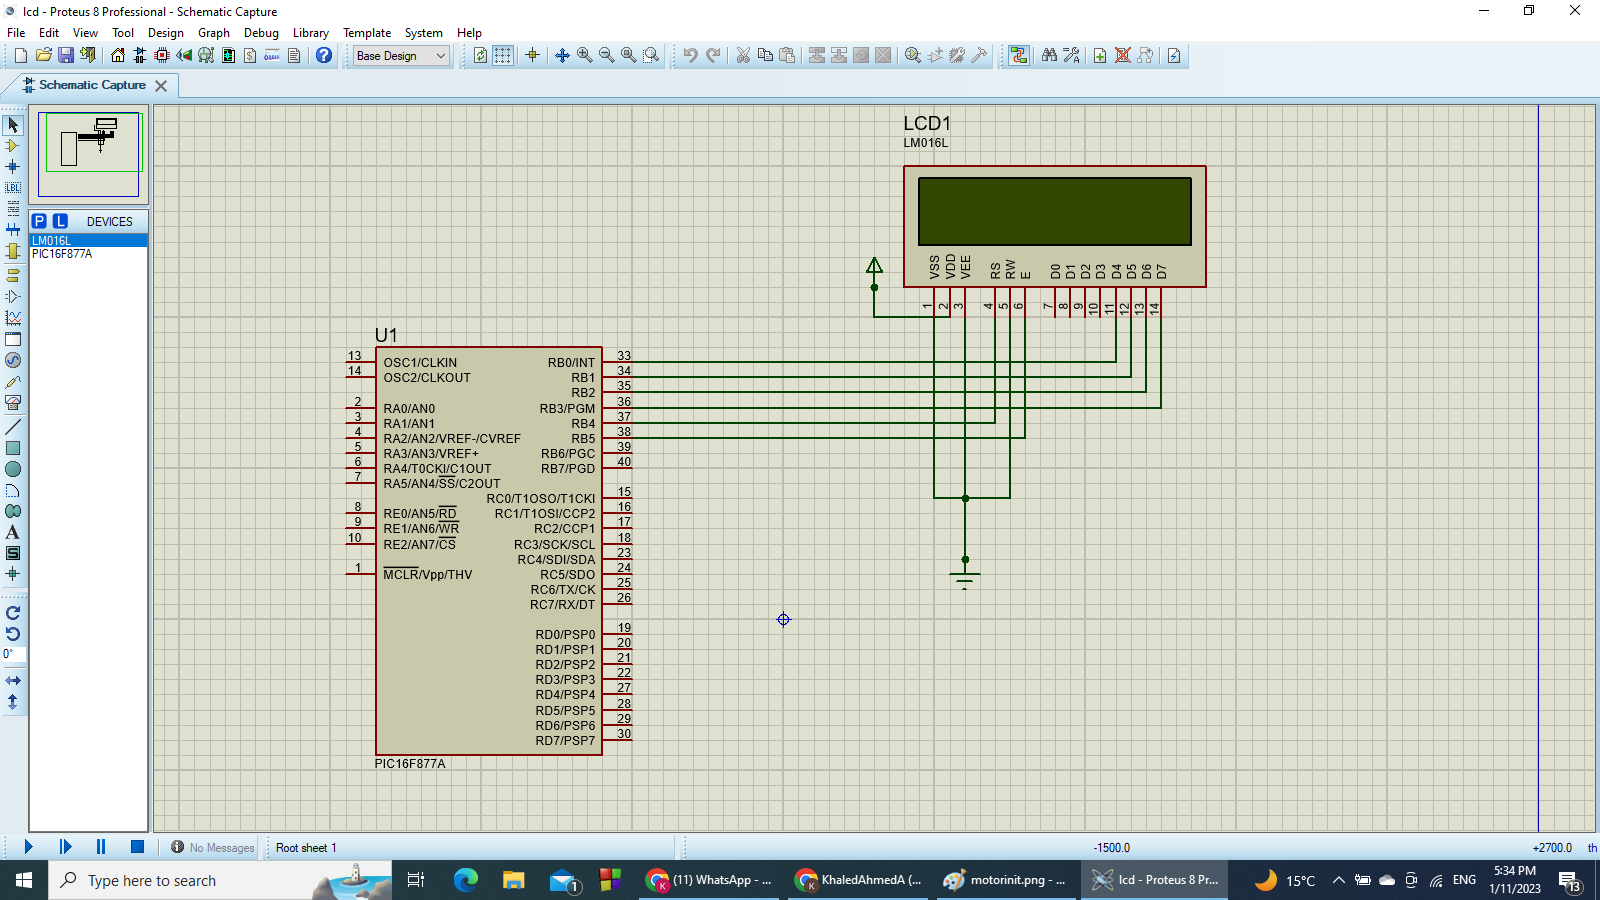 lcd - Proteus 8 Professional - Schematic Capture
File Edit View Tool Design Graph Debug Library Template System Help
Base Design
Schematic Capture
LBL
P L DEVICES
LM016L
PIC16F877A
LCD1
LM016L
VSS VDD VEE RS RW E D0 D1 D2 D3 D4 D5 D6 D7
1 2 3 4 5 6 7 8 9 10 11 12 13 14
U1
13 OSC1/CLKIN RB0/INT 33
14 OSC2/CLKOUT RB1 34
RB2 35
2 RA0/AN0 RB3/PGM 36
3 RA1/AN1 RB4 37
4 RA2/AN2/VREF-/CVREF RB5 38
5 RA3/AN3/VREF+ RB6/PGC 39
6 RA4/T0CKI/C1OUT RB7/PGD 40
7 RA5/AN4/SS/C2OUT
RC0/T1OSO/T1CKI 15
8 RE0/AN5/RD RC1/T1OSI/CCP2 16
9 RE1/AN6/WR RC2/CCP1 17
10 RE2/AN7/CS RC3/SCK/SCL 18
RC4/SDI/SDA 23
1 MCLR/Vpp/THV RC5/SDO 24
RC6/TX/CK 25
RC7/RX/DT 26
RD0/PSP0 19
RD1/PSP1 20
RD2/PSP2 21
RD3/PSP3 22
RD4/PSP4 27
RD5/PSP5 28
RD6/PSP6 29
RD7/PSP7 30
PIC16F877A
A
S
0°
No Messages Root sheet 1 -1500.0 +2700.0 th
Type here to search 1 K (11) WhatsApp - ... K KhaledAhmedA (... motorinit.png - ... lcd - Proteus 8 Pr... 15°C ENG 5:34 PM 13
1/11/2023